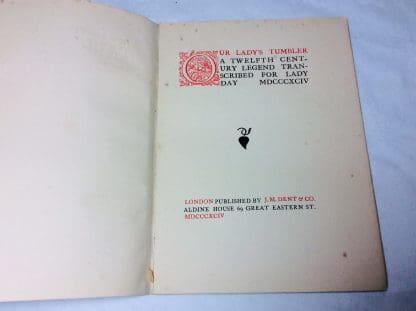 OUR LADY'S TUMBLER
A TWELFTH CENT-
URY LEGEND TRAN-
SCRIBED FOR LADY
DAY MDCCCXCIV
LONDON PUBLISHED BY J. M. DENT & CO.
ALDINE HOUSE 69 GREAT EASTERN ST.
MDCCCXCIV